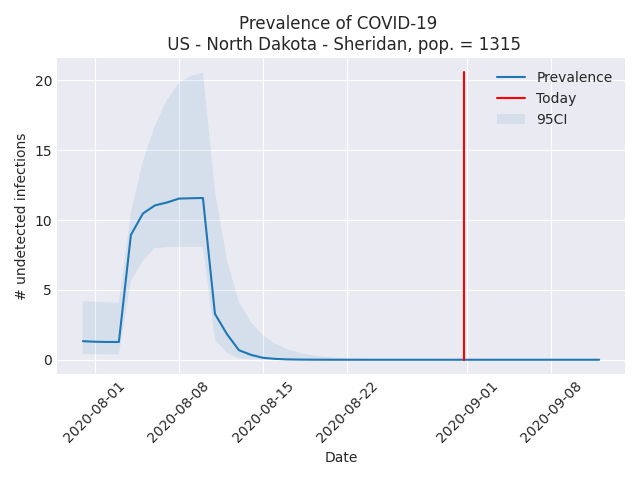 Prevalence of COVID-19
US - North Dakota - Sheridan, pop. = 1315
Prevalence
Today
95CI
# undetected infections
20
15
10
5
0
2020-08-01
2020-08-08
2020-08-15
2020-08-22
2020-09-01
2020-09-08
Date